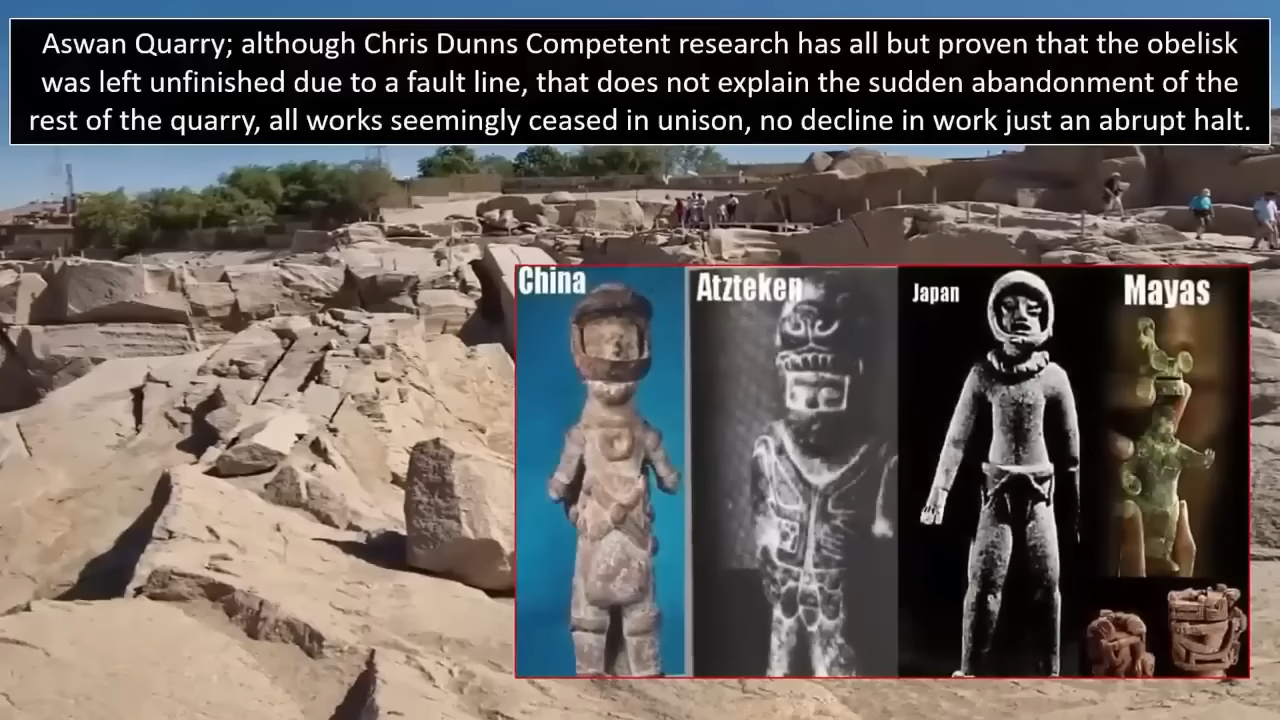 Aswan Quarry; although Chris Dunns Competent research has all but proven that the obelisk
was left unfinished due to a fault line, that does not explain the sudden abandonment of the
rest of the quarry, all works seemingly ceased in unison, no decline in work just an abrupt halt.
China
Atzteken
Japan
Mayas